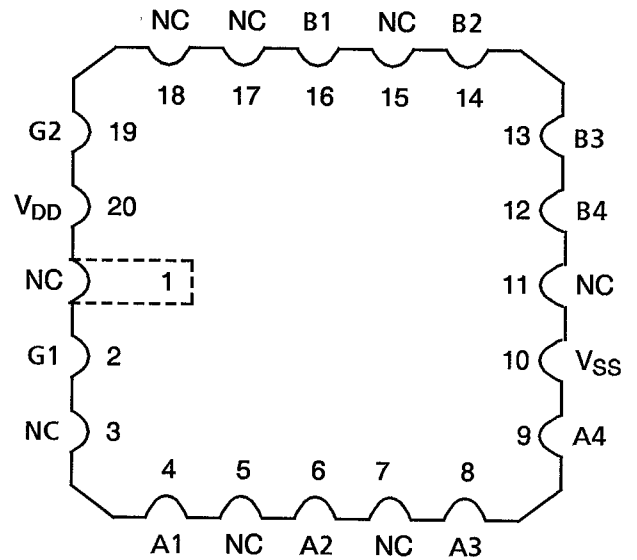 NC NC B1 NC B2
18 17 16 15 14
G2 19 13 B3
VDD 20 12 B4
NC 1 11 NC
G1 2 10 VSS
NC 3 9 A4
4 5 6 7 8
A1 NC A2 NC A3